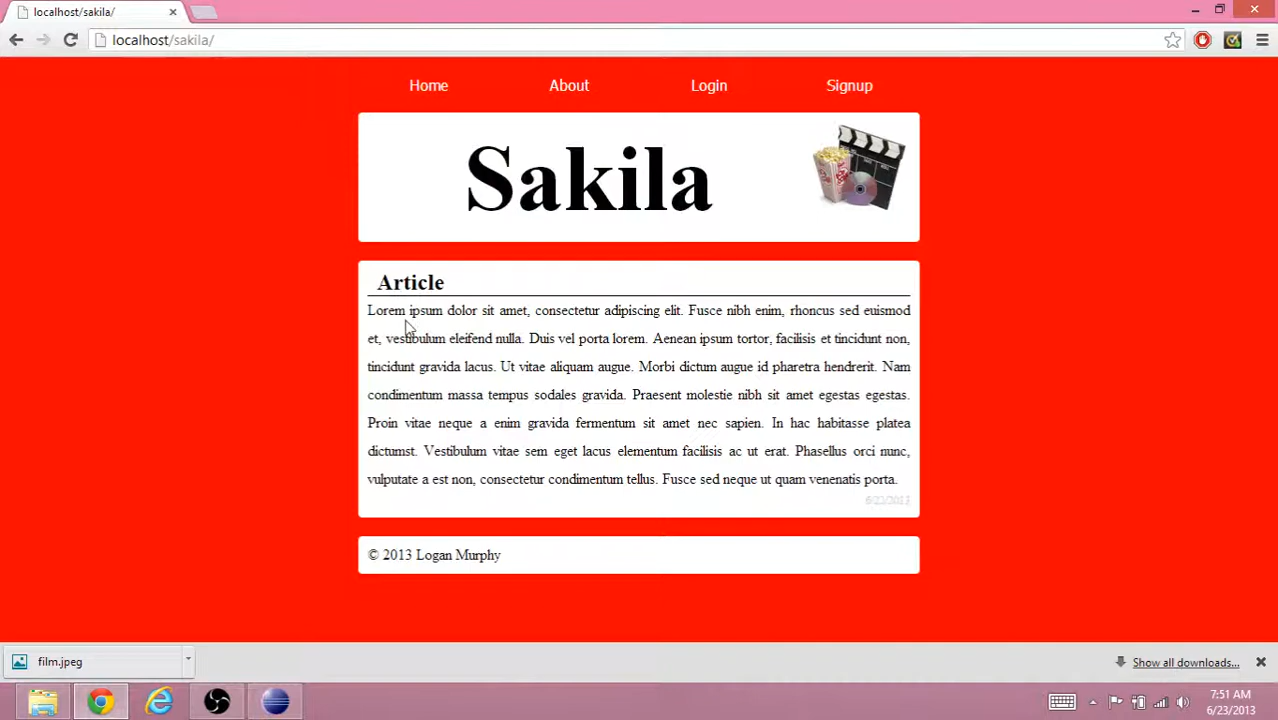 localhost/sakila/
localhost/sakila/
Home About Login Signup
Sakila
Article
Lorem ipsum dolor sit amet, consectetur adipiscing elit. Fusce nibh enim, rhoncus sed euismod
et, vestibulum eleifend nulla. Duis vel porta lorem. Aenean ipsum tortor, facilisis et tincidunt non,
tincidunt gravida lacus. Ut vitae aliquam augue. Morbi dictum augue id pharetra hendrerit. Nam
condimentum massa tempus sodales gravida. Praesent molestie nibh sit amet egestas egestas.
Proin vitae neque a enim gravida fermentum sit amet nec sapien. In hac habitasse platea
dictumst. Vestibulum vitae sem eget lacus elementum facilisis ac ut erat. Phasellus orci nunc,
vulputate a est non, consectetur condimentum tellus. Fusce sed neque ut quam venenatis porta.
6/23/2013
© 2013 Logan Murphy
film.jpeg
Show all downloads...
7:51 AM
6/23/2013